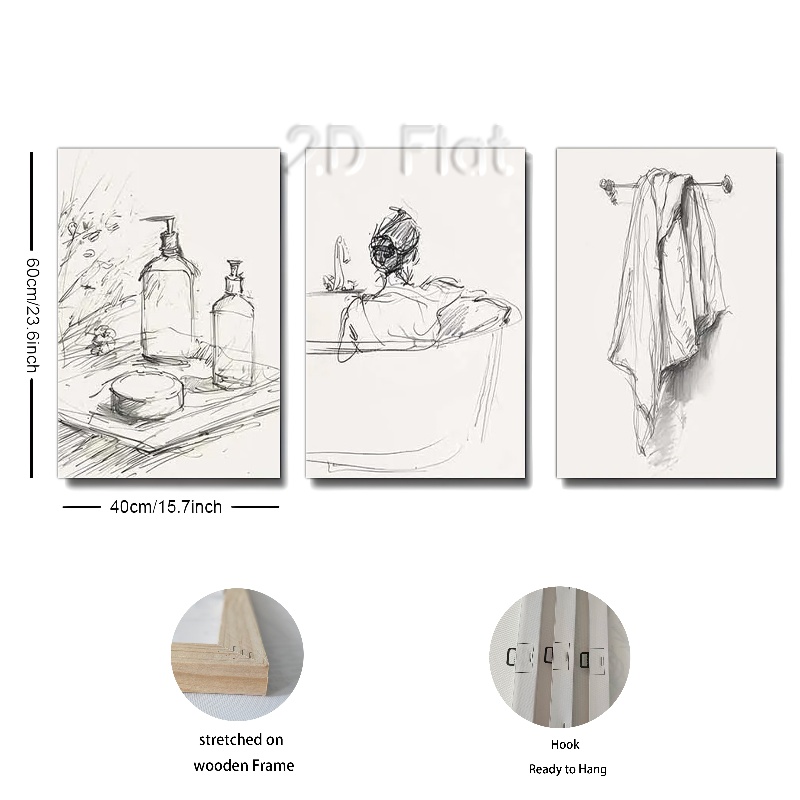 2D Flat
60cm/23.6inch
40cm/15.7inch
stretched on
wooden Frame
Hook
Ready to Hang